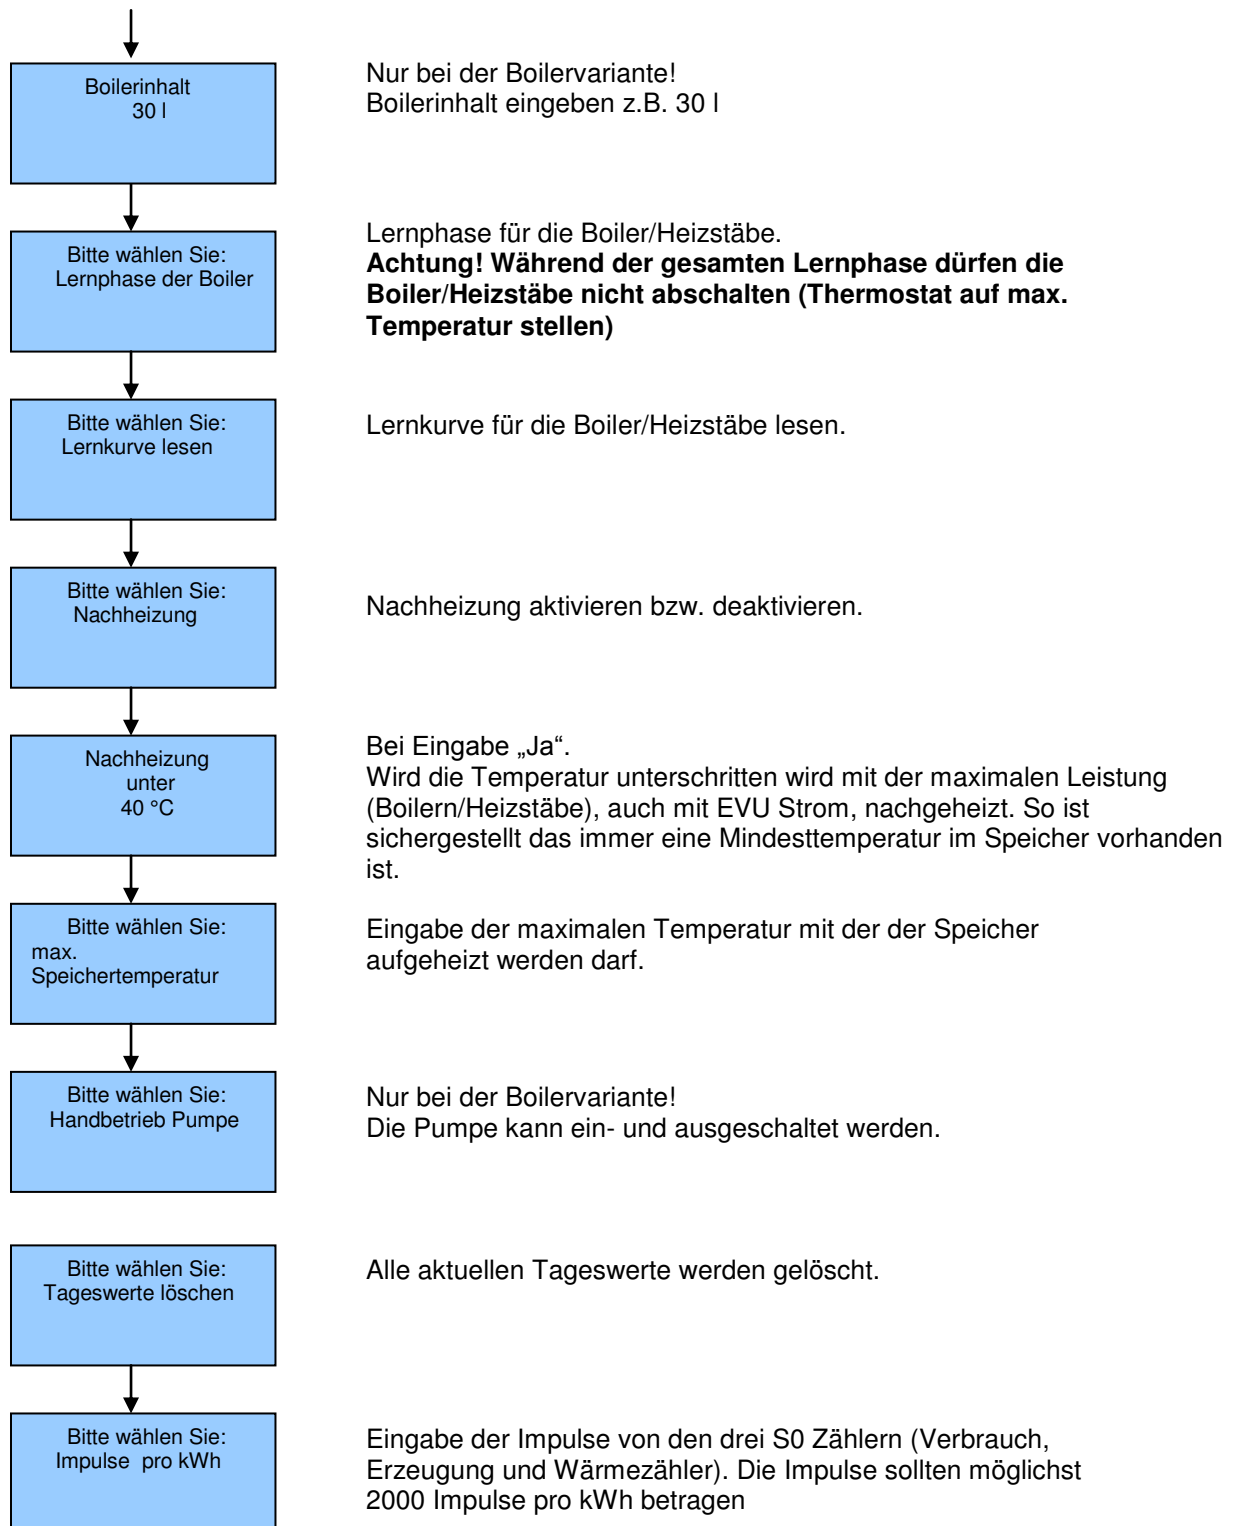 Boilerinhalt
30 l
Nur bei der Boilervariante!
Boilerinhalt eingeben z.B. 30 l
Bitte wählen Sie:
Lernphase der Boiler
Lernphase für die Boiler/Heizstäbe.
Achtung! Während der gesamten Lernphase dürfen die
Boiler/Heizstäbe nicht abschalten (Thermostat auf max.
Temperatur stellen)
Bitte wählen Sie:
Lernkurve lesen
Lernkurve für die Boiler/Heizstäbe lesen.
Bitte wählen Sie:
Nachheizung
Nachheizung aktivieren bzw. deaktivieren.
Nachheizung
unter
40 °C
Bei Eingabe „Ja“.
Wird die Temperatur unterschritten wird mit der maximalen Leistung
(Boilern/Heizstäbe), auch mit EVU Strom, nachgeheizt. So ist
sichergestellt das immer eine Mindesttemperatur im Speicher vorhanden
ist.
Bitte wählen Sie:
max.
Speichertemperatur
Eingabe der maximalen Temperatur mit der der Speicher
aufgeheizt werden darf.
Bitte wählen Sie:
Handbetrieb Pumpe
Nur bei der Boilervariante!
Die Pumpe kann ein- und ausgeschaltet werden.
Bitte wählen Sie:
Tageswerte löschen
Alle aktuellen Tageswerte werden gelöscht.
Bitte wählen Sie:
Impulse pro kWh
Eingabe der Impulse von den drei S0 Zählern (Verbrauch,
Erzeugung und Wärmezähler). Die Impulse sollten möglichst
2000 Impulse pro kWh betragen